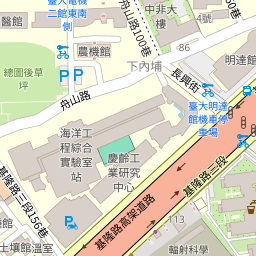 醫館
臺大電機
二館東南
側
中非大
樓
舟山路100巷
86
農機館
下內埔
明達館
總圖後草
坪
長興街
舟山路
臺大明達
館機車停
車場
海洋工
程綜合
實驗室
站
慶齡工
業研究
中心
基隆路三段
基隆路高架道路
基隆路三段156巷
113
土壤館溫室
輻射科學